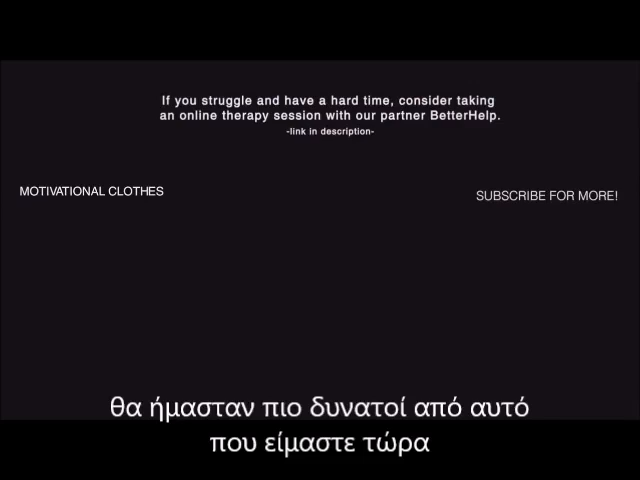 If you struggle and have a hard time, consider taking
an online therapy session with our partner BetterHelp.
-link in description-
MOTIVATIONAL CLOTHES
SUBSCRIBE FOR MORE!
θα ήμασταν πιο δυνατοί από αυτό
που είμαστε τώρα